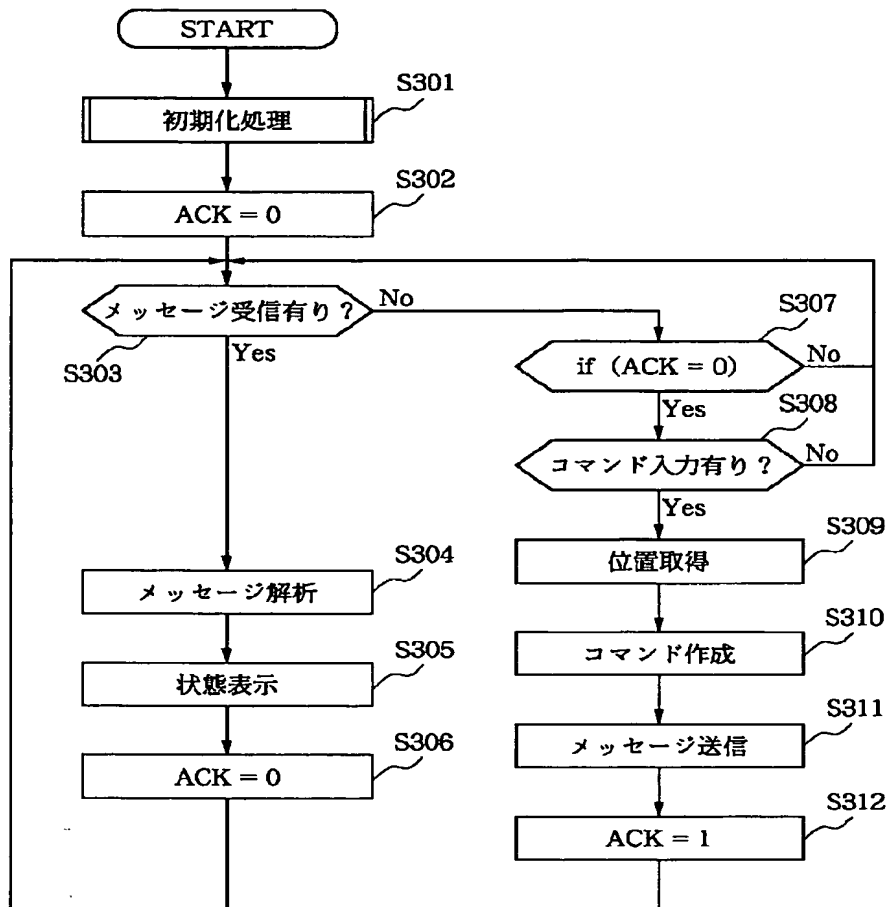 START
S301
初期化処理
S302
ACK = 0
メッセージ受信有り？
No
S303
Yes
S307
if (ACK = 0)
No
Yes
S308
コマンド入力有り？
No
Yes
S304
メッセージ解析
S305
状態表示
S306
ACK = 0
S309
位置取得
S310
コマンド作成
S311
メッセージ送信
S312
ACK = 1